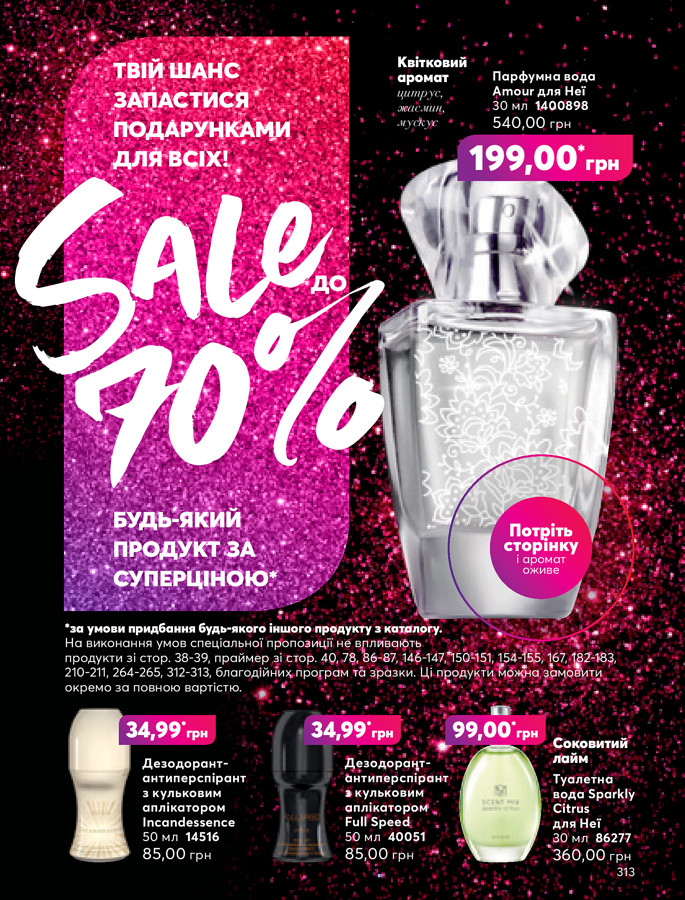 ТВІЙ ШАНС
ЗАПАСТИСЯ
ПОДАРУНКАМИ
ДЛЯ ВСІХ!
SALE
ДО
70%
БУДЬ-ЯКИЙ
ПРОДУКТ ЗА
СУПЕРЦІНОЮ*
Квітковий
аромат
цитрус,
жасмин,
мускус
Парфумна вода
Amour для Неї
30 мл 1400898
540,00 грн
199,00* грн
Потріть
сторінку
і аромат
оживе
*за умови придбання будь-якого іншого продукту з каталогу.
На виконання умов спеціальної пропозиції не впливають
продукти зі стор. 38-39, праймер зі стор. 40, 78, 86-87, 146-147, 150-151, 154-155, 167, 182-183,
210-211, 264-265, 312-313, благодійних програм та зразки. Ці продукти можна замовити
окремо за повною вартістю.
34,99* грн
Дезодорант-
антиперспірант
з кульковим
аплікатором
Incandessence
50 мл 14516
85,00 грн
34,99* грн
Дезодорант-
антиперспірант
з кульковим
аплікатором
Full Speed
50 мл 40051
85,00 грн
99,00* грн
SCENT MIX
Соковитий
лайм
Туалетна
вода Sparkly
Citrus
для Неї
30 мл 86277
360,00 грн
313